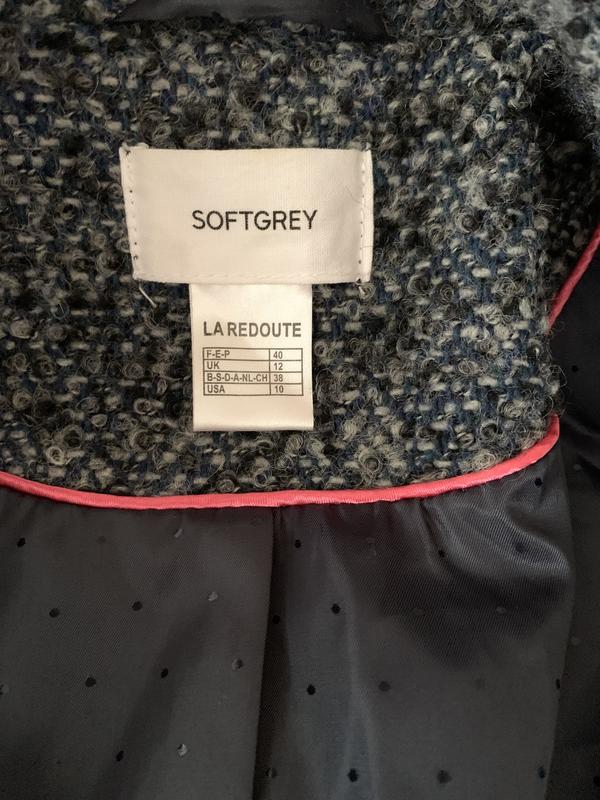 SOFTGREY
LA REDOUTE
F-E-P 40
UK 12
B-S-D-A-NL-CH 38
USA 10